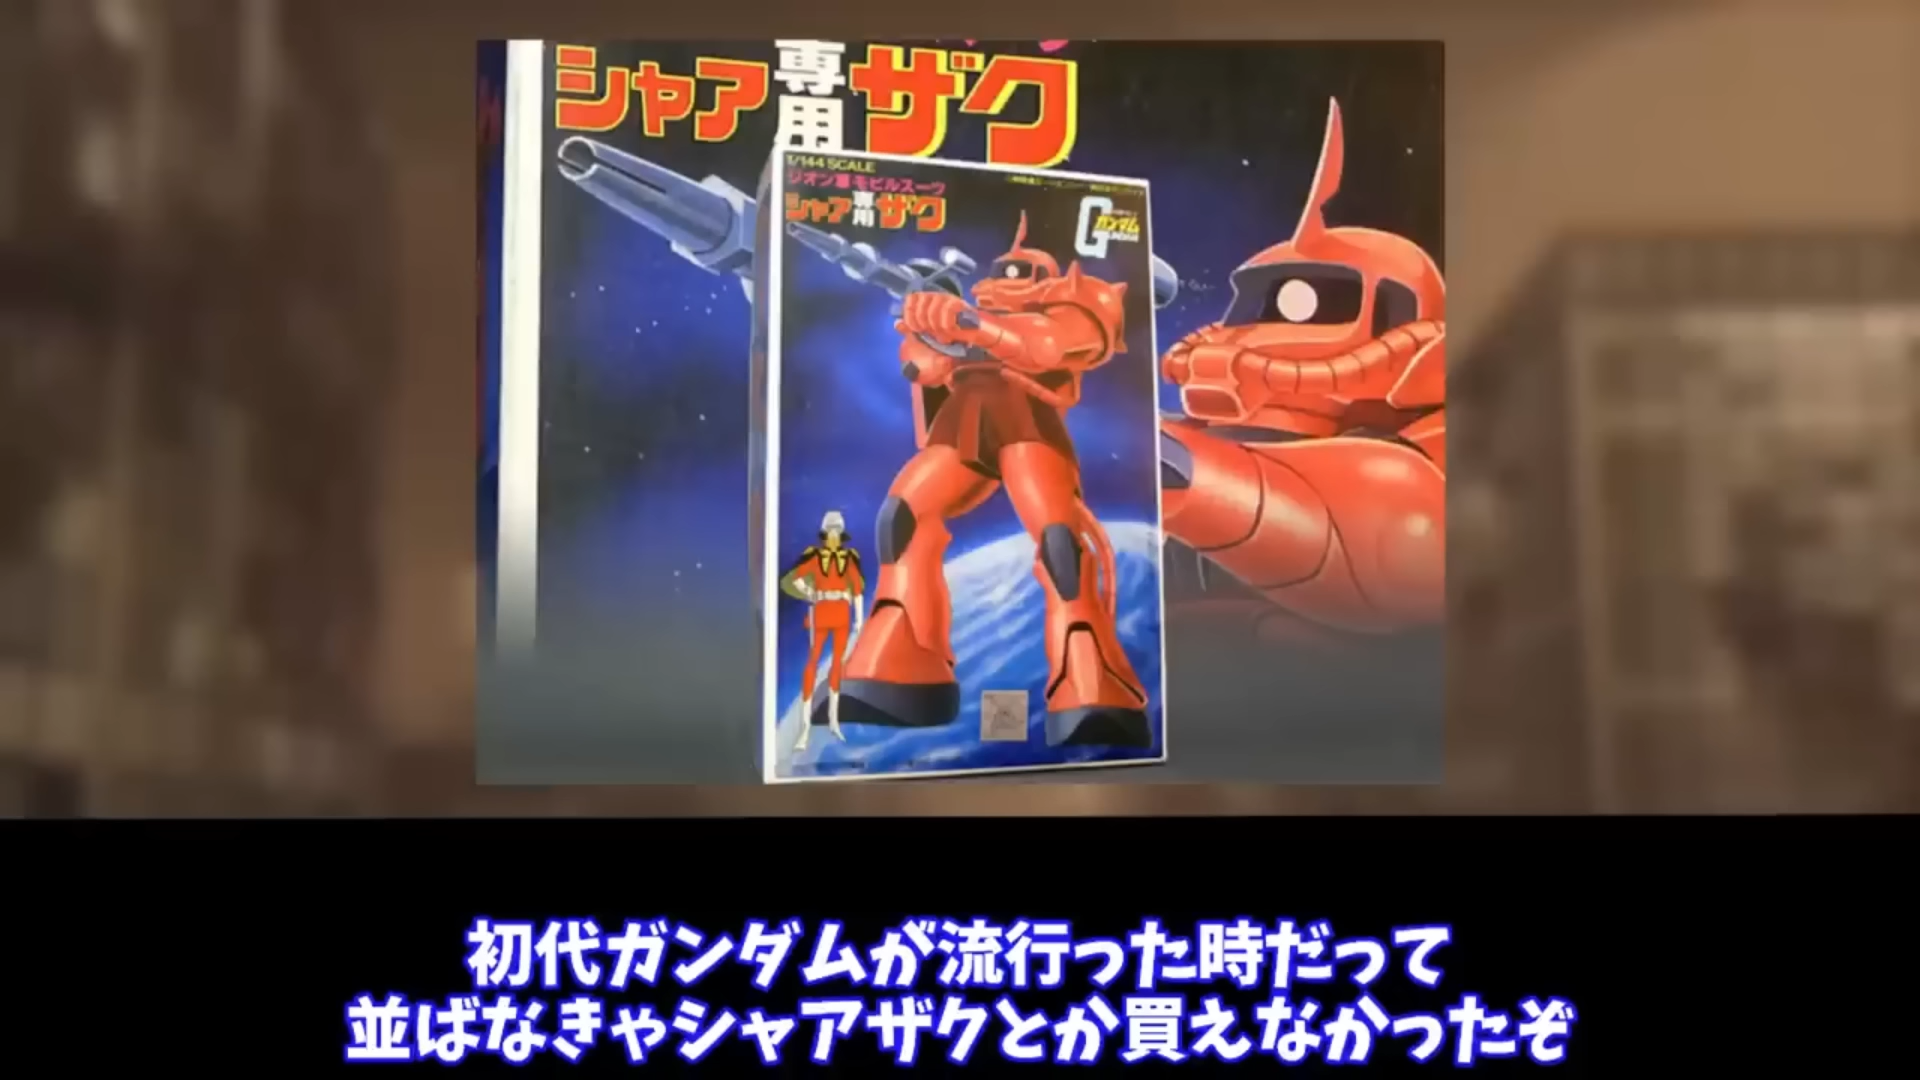 シャア専用ザク
1/144 SCALE
ジオン軍 モビルスーツ
シャア専用ザク
ガンダム
初代ガンダムが流行った時だって
並ばなきゃシャアザクとか買えなかったぞ